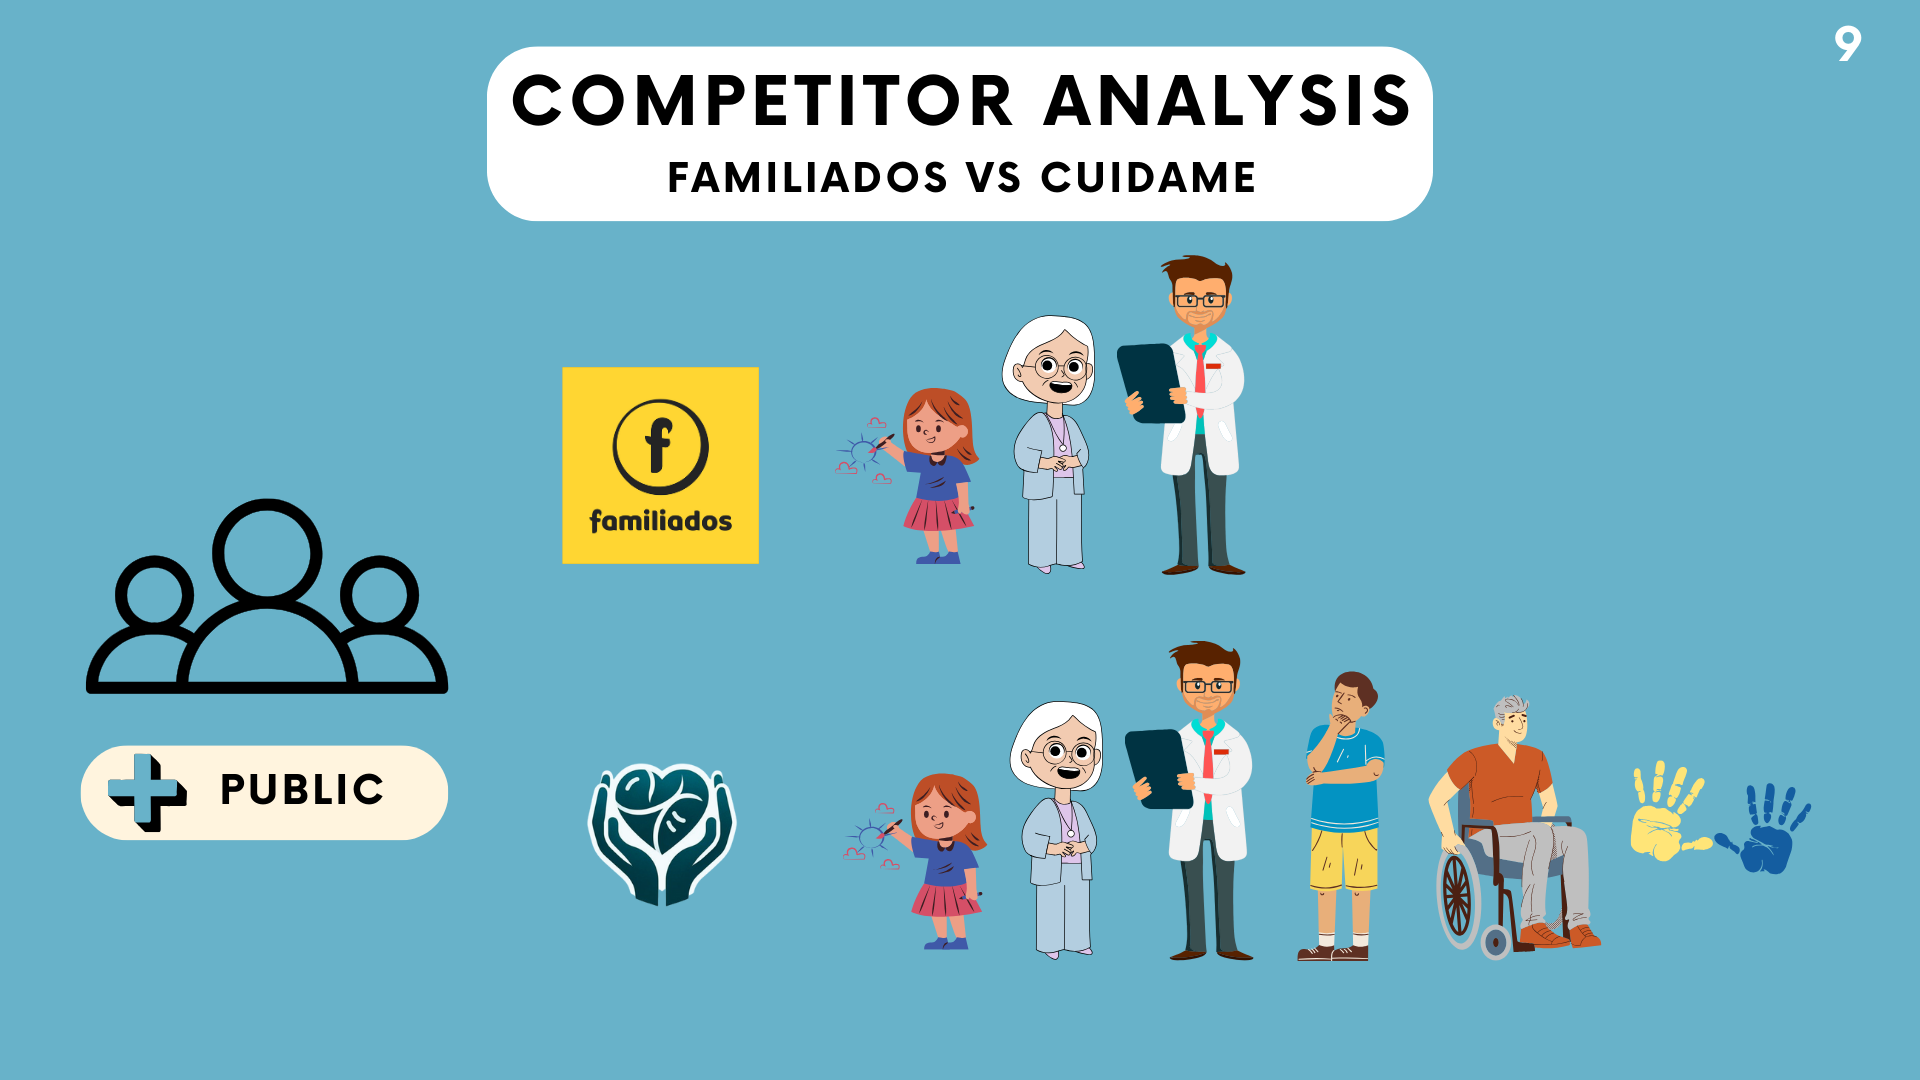 9
COMPETITOR ANALYSIS
FAMILIADOS VS CUIDAME
f
familiados
PUBLIC